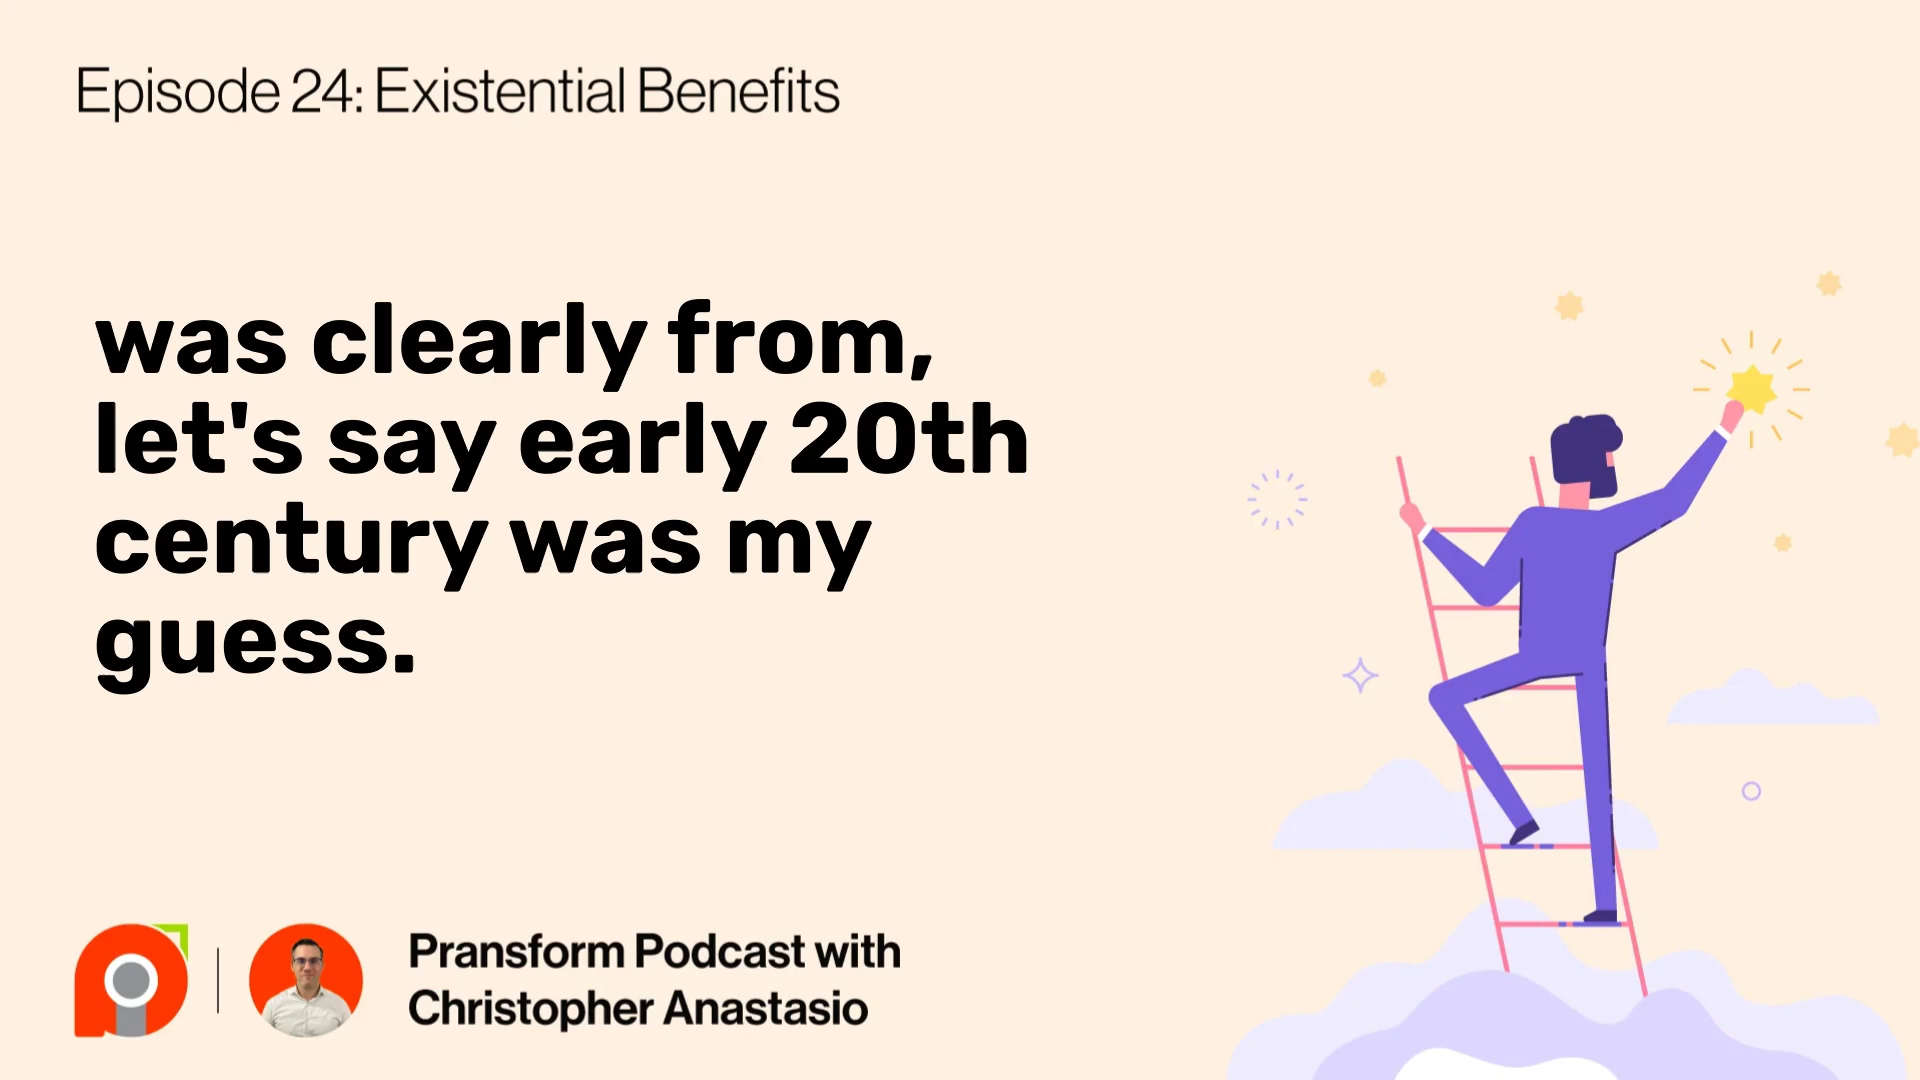 Episode 24: Existential Benefits
was clearly from,
let's say early 20th
century was my
guess.
Pransform Podcast with
Christopher Anastasio